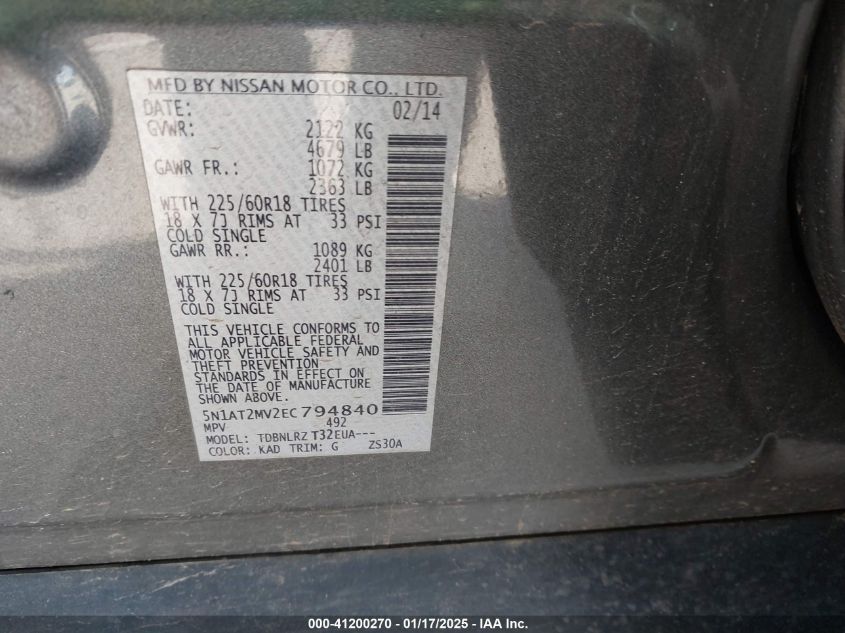 MFD BY NISSAN MOTOR CO., LTD.
DATE: 02/14
GVWR: 2122 KG
4679 LB
GAWR FR.: 1072 KG
2363 LB
WITH 225/60R18 TIRES
18 X 7J RIMS AT 33 PSI
COLD SINGLE
GAWR RR.: 1089 KG
2401 LB
WITH 225/60R18 TIRES
18 X 7J RIMS AT 33 PSI
COLD SINGLE
THIS VEHICLE CONFORMS TO
ALL APPLICABLE FEDERAL
MOTOR VEHICLE SAFETY AND
THEFT PREVENTION
STANDARDS IN EFFECT ON
THE DATE OF MANUFACTURE
SHOWN ABOVE.
5N1AT2MV2EC794840
MPV 492
MODEL: TDBNLRZ T32EUA---
COLOR: KAD TRIM: G ZS30A
000-41200270 - 01/17/2025 - IAA Inc.